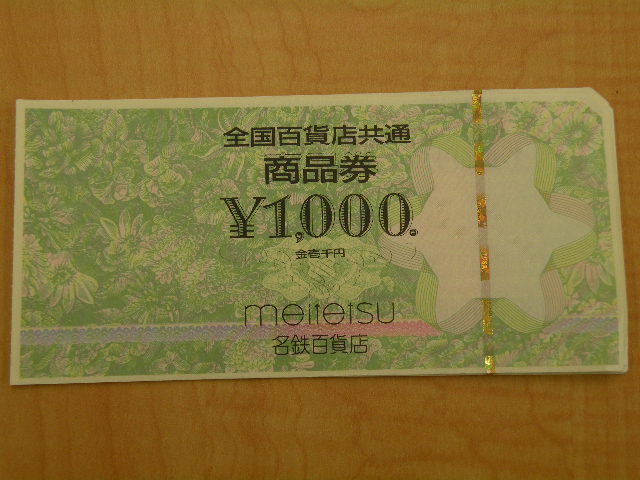 全国百貨店共通
商品券
¥1,000.
金壱千円
meitetsu
名鉄百貨店